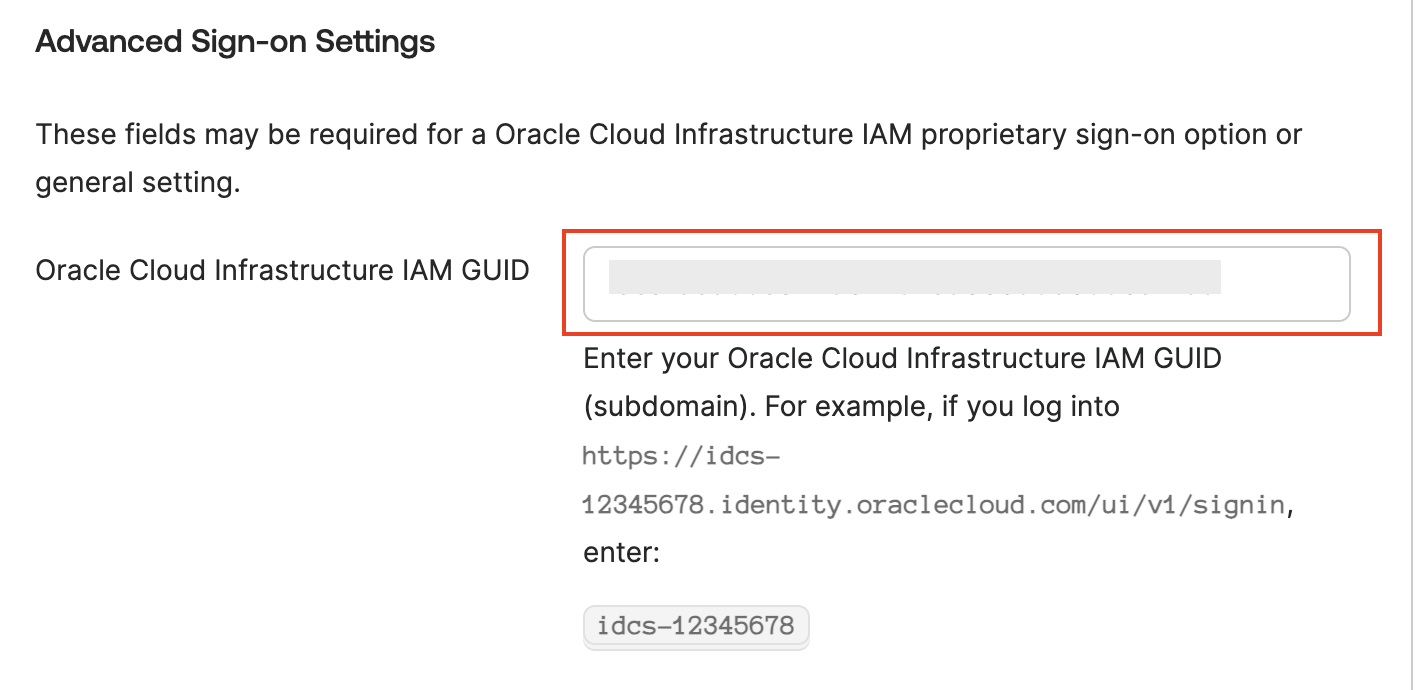 Advanced Sign-on Settings
These fields may be required for a Oracle Cloud Infrastructure IAM proprietary sign-on option or
general setting.
Oracle Cloud Infrastructure IAM GUID
Enter your Oracle Cloud Infrastructure IAM GUID
(subdomain). For example, if you log into
https://idcs-
12345678.identity.oraclecloud.com/ui/v1/signin,
enter:
idcs-12345678